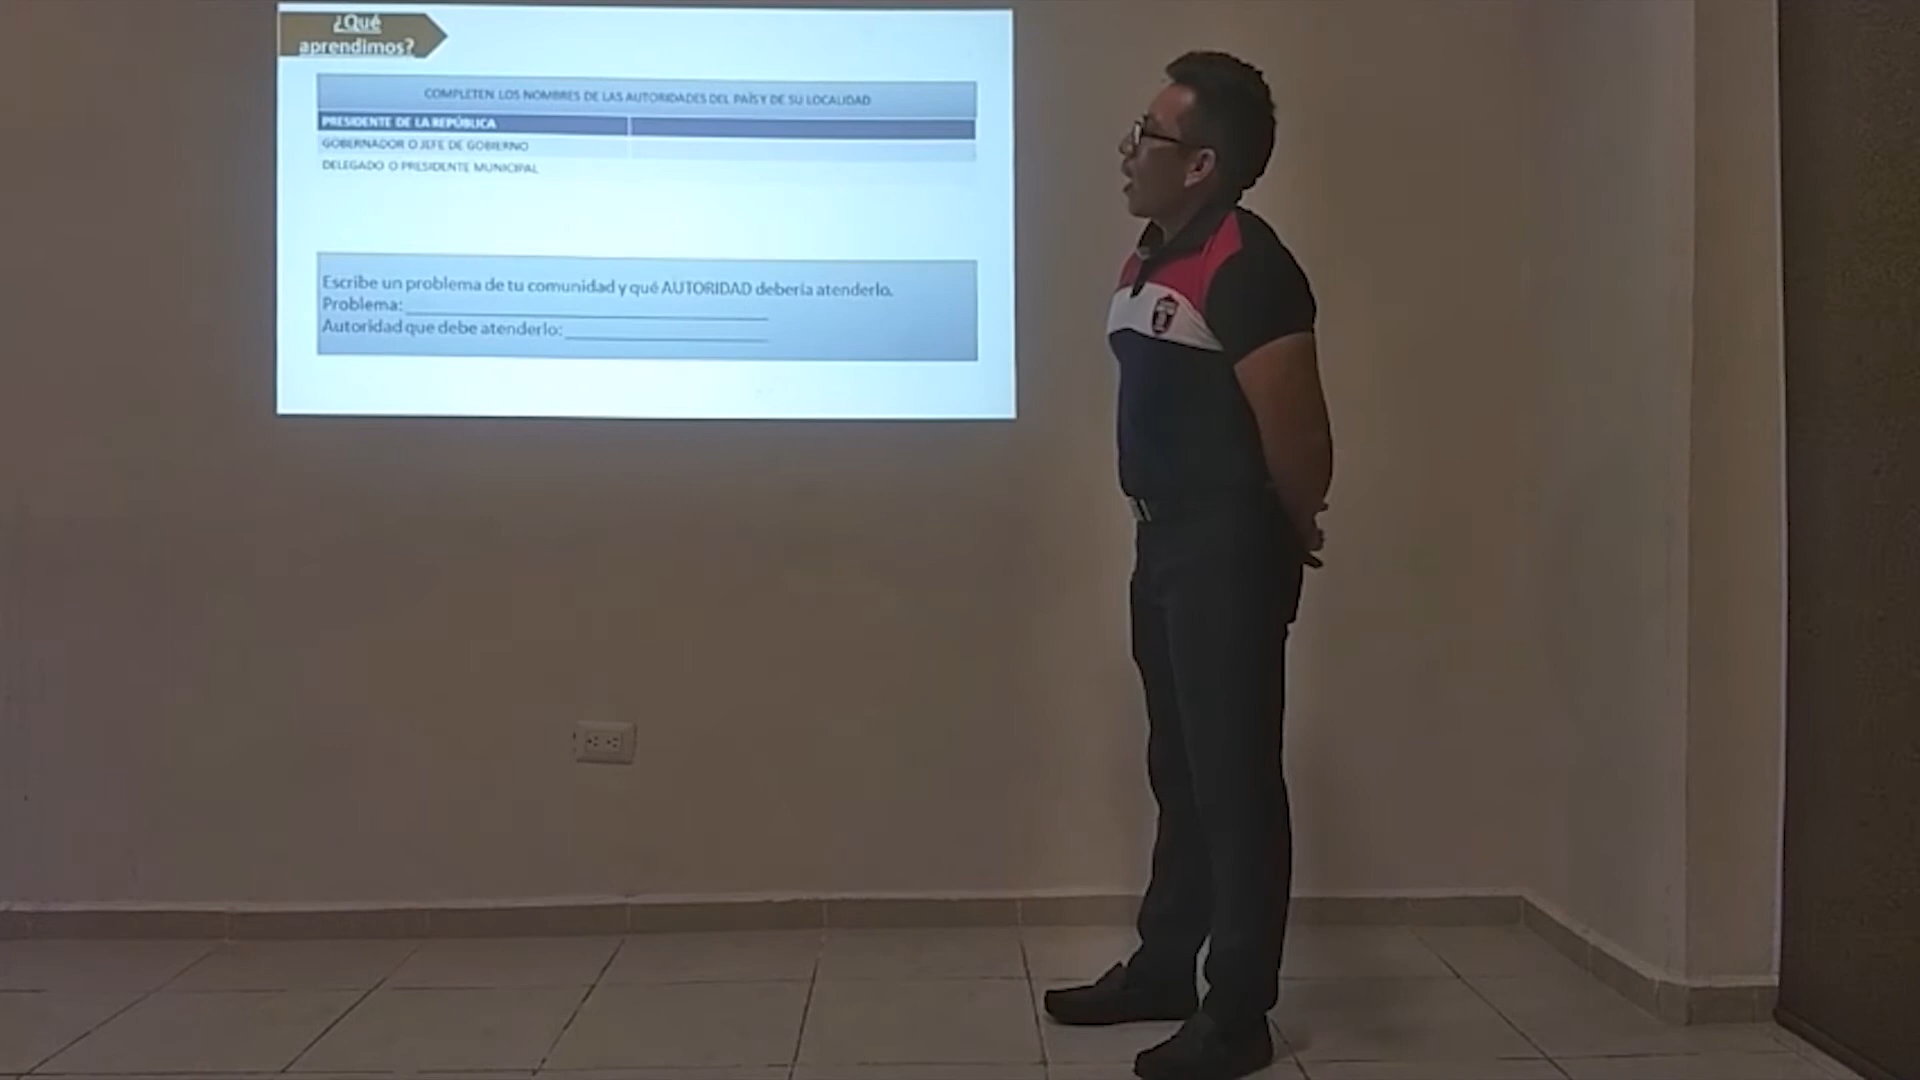 ¿Qué
aprendimos?
COMPLETEN LOS NOMBRES DE LAS AUTORIDADES DEL PAÍS Y DE SU LOCALIDAD
PRESIDENTE DE LA REPÚBLICA
GOBERNADOR O JEFE DE GOBIERNO
DELEGADO O PRESIDENTE MUNICIPAL
Escribe un problema de tu comunidad y qué AUTORIDAD debería atenderlo.
Problema: ____________________
Autoridad que debe atenderlo: ____________________